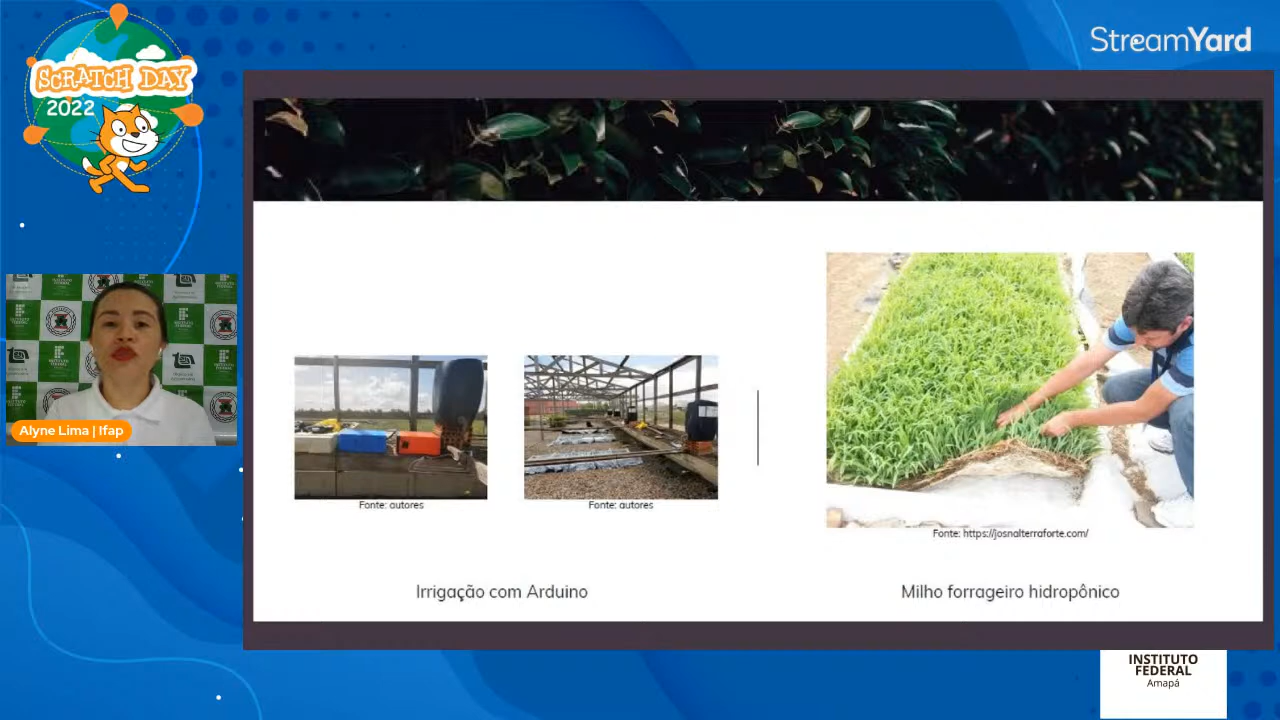 SCRATCH DAY
2022
StreamYard
Alyne Lima | Ifap
Fonte: autores
Fonte: autores
Fonte: https://josnalterraforte.com/
Irrigação com Arduino
Milho forrageiro hidropônico
INSTITUTO
FEDERAL
Amapá